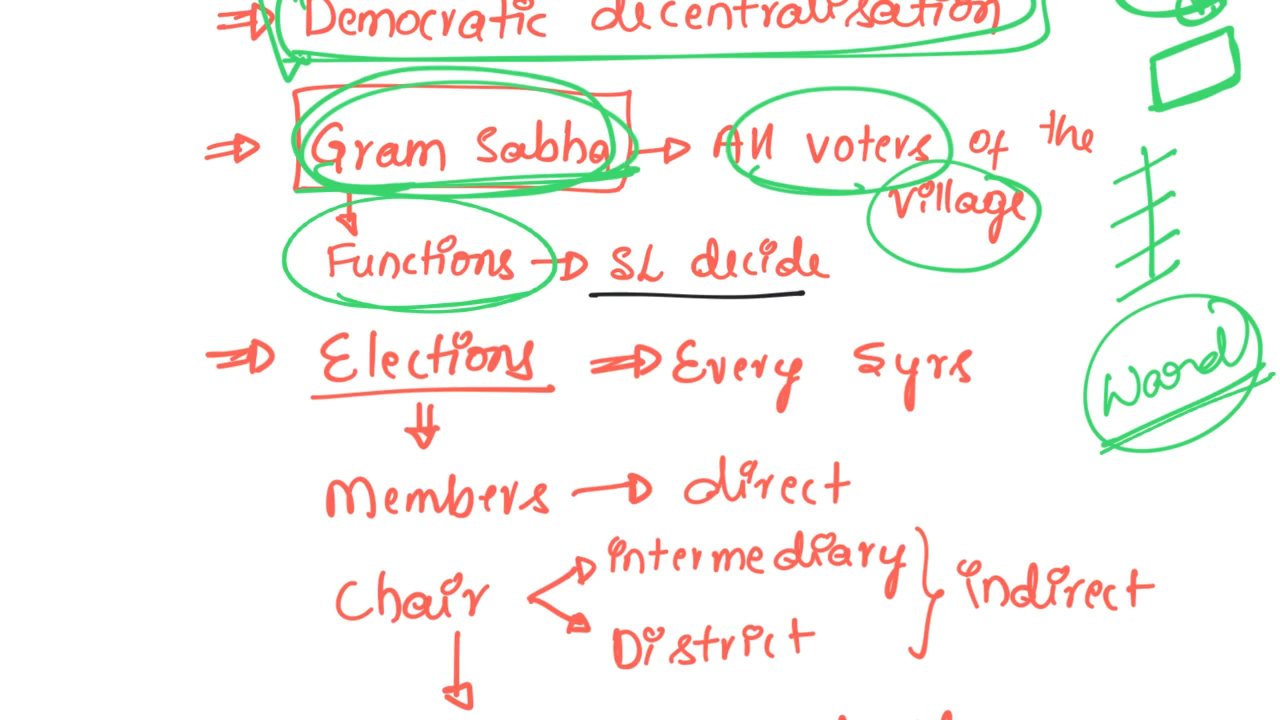 ⇒ Democratic decentralisation
⇒ Gram Sabha → All voters of the
village
Functions → SL decide
⇒ Elections ⇒ Every 5yrs
Ward
Members → direct
Chair
intermediary
District
indirect